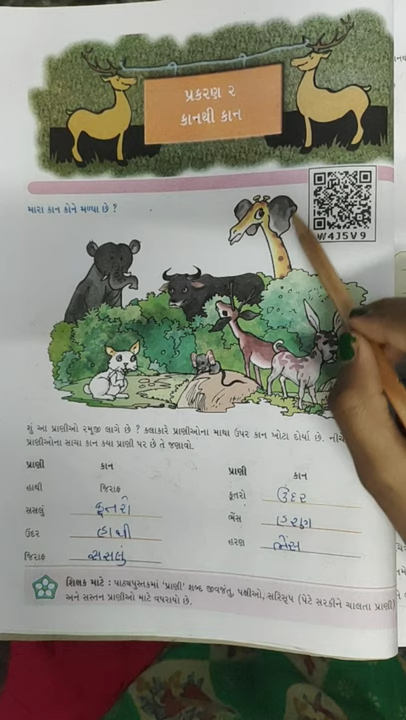 પ્રકરણ ૨
કાનથી કાન
W4J5V9
મારા કાન કોને મળ્યા છે ?
શું આ પ્રાણીઓ રમૂજી લાગે છે ? કલાકારે પ્રાણીઓના માથા ઉપર કાન ખોટા દોર્યા છે. નીચે
પ્રાણીઓના સાચા કાન કયા પ્રાણી પર છે તે જણાવો.
પ્રાણી કાન પ્રાણી કાન
હાથી જિરાફ કૂતરો ઉંદર
સસલું કૂતરો ભેંસ હરણ
ઉંદર હાથી હરણ ભેંસ
જિરાફ સસલું
શિક્ષક માટે : પાઠ્યપુસ્તકમાં 'પ્રાણી' શબ્દ જીવજંતુ, પક્ષીઓ, સરિસૃપ (પેટે સરકીને ચાલતા પ્રાણી)
અને સસ્તન પ્રાણીઓ માટે વપરાયો છે.